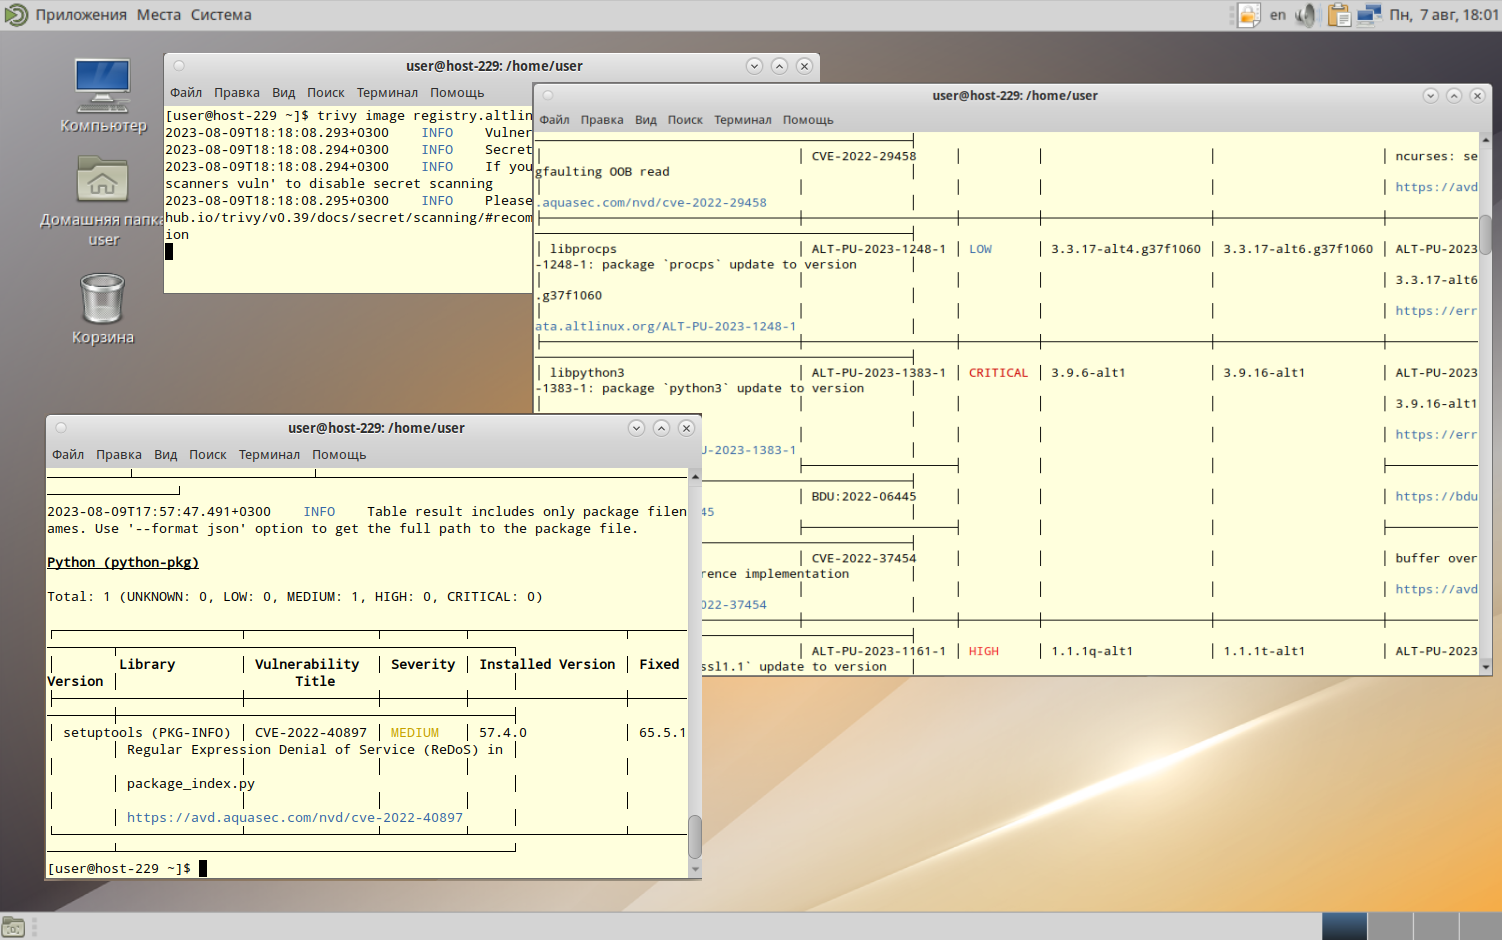 Приложения Места Система
en Пн, 7 авг, 18:01
Компьютер
Домашняя папка
user
Корзина
user@host-229: /home/user
Файл Правка Вид Поиск Терминал Помощь
[user@host-229 ~]$ trivy image registry.altlin
2023-08-09T18:18:08.293+0300 INFO Vulner
2023-08-09T18:18:08.294+0300 INFO Secret
2023-08-09T18:18:08.294+0300 INFO If you
scanners vuln' to disable secret scanning
2023-08-09T18:18:08.295+0300 INFO Please
hub.io/trivy/v0.39/docs/secret/scanning/#recom
ion
user@host-229: /home/user
Файл Правка Вид Поиск Терминал Помощь
CVE-2022-29458 ncurses: se
gfaulting OOB read
https://avd
.aquasec.com/nvd/cve-2022-29458
libprocps ALT-PU-2023-1248-1 LOW 3.3.17-alt4.g37f1060 3.3.17-alt6.g37f1060 ALT-PU-2023
-1248-1: package `procps` update to version
3.3.17-alt6
.g37f1060
https://err
ata.altlinux.org/ALT-PU-2023-1248-1
libpython3 ALT-PU-2023-1383-1 CRITICAL 3.9.6-alt1 3.9.16-alt1 ALT-PU-2023
-1383-1: package `python3` update to version
3.9.16-alt1
https://err
U-2023-1383-1
BDU:2022-06445 https://bdu
45
CVE-2022-37454 buffer over
rence implementation
https://avd
022-37454
ALT-PU-2023-1161-1 HIGH 1.1.1q-alt1 1.1.1t-alt1 ALT-PU-2023
ssl1.1` update to version
user@host-229: /home/user
Файл Правка Вид Поиск Терминал Помощь
2023-08-09T17:57:47.491+0300 INFO Table result includes only package filen
ames. Use '--format json' option to get the full path to the package file.
Python (python-pkg)
Total: 1 (UNKNOWN: 0, LOW: 0, MEDIUM: 1, HIGH: 0, CRITICAL: 0)
Library Vulnerability Severity Installed Version Fixed
Version Title
setuptools (PKG-INFO) CVE-2022-40897 MEDIUM 57.4.0 65.5.1
Regular Expression Denial of Service (ReDoS) in
package_index.py
https://avd.aquasec.com/nvd/cve-2022-40897
[user@host-229 ~]$